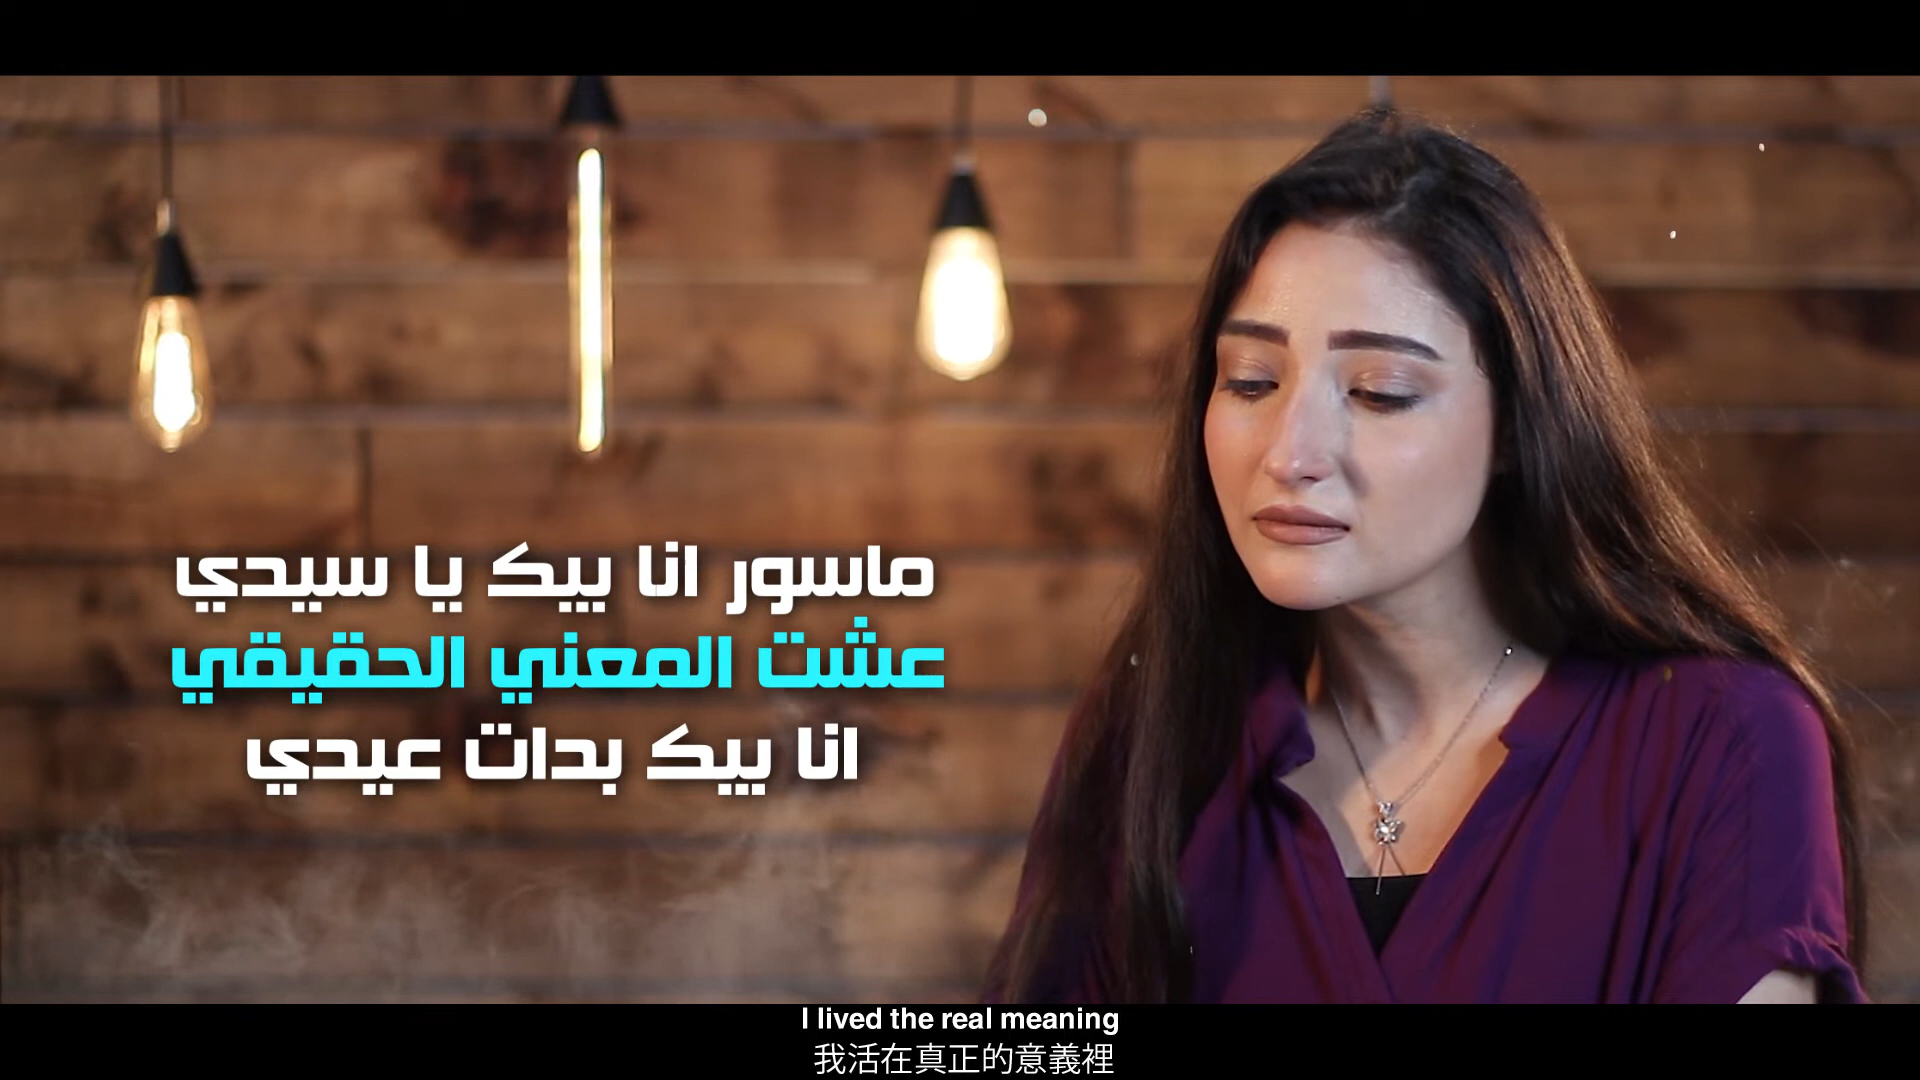 ماسور انا بيك يا سيدي
عشت المعني الحقيقي
انا بيك بدات عيدي
I lived the real meaning
我活在真正的意義裡